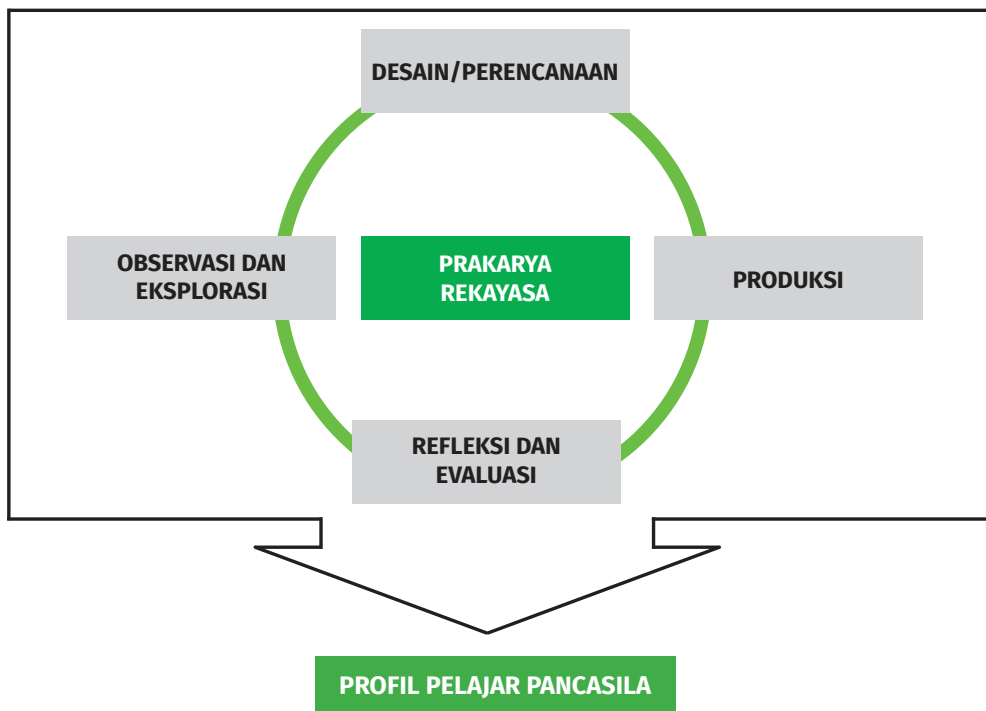 DESAIN/PERENCANAAN
OBSERVASI DAN
EKSPLORASI
PRAKARYA
REKAYASA
PRODUKSI
REFLEKSI DAN
EVALUASI
PROFIL PELAJAR PANCASILA